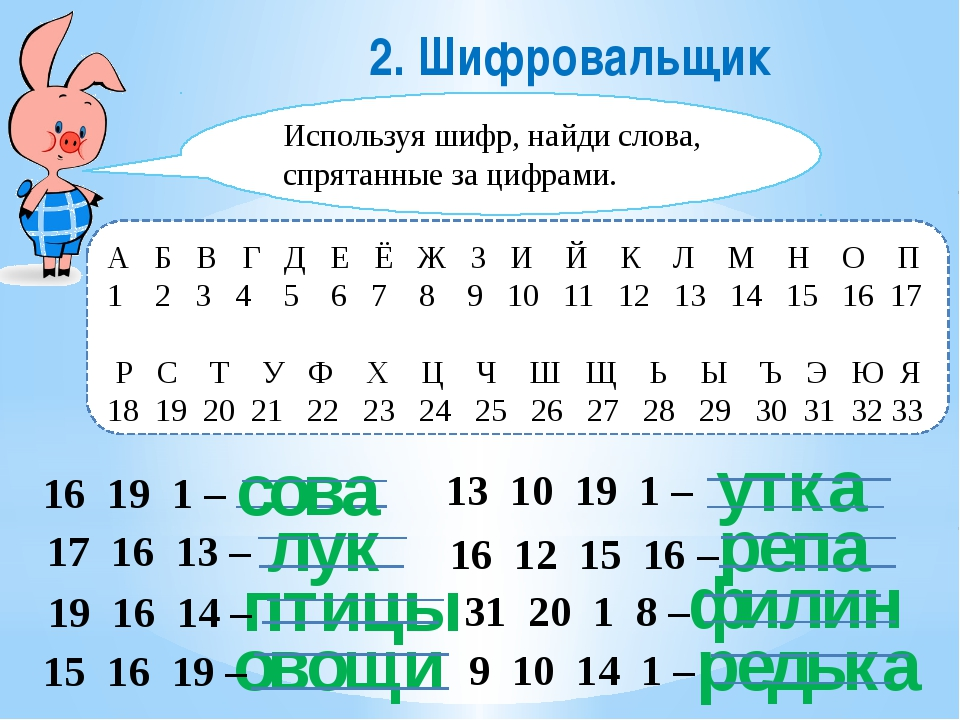 2. Шифровальщик
Используя шифр, найди слова,
спрятанные за цифрами.
А Б В Г Д Е Ё Ж З И Й К Л М Н О П
1 2 3 4 5 6 7 8 9 10 11 12 13 14 15 16 17
Р С Т У Ф Х Ц Ч Ш Щ Ь Ы Ъ Э Ю Я
18 19 20 21 22 23 24 25 26 27 28 29 30 31 32 33
16 19 1 – сова
17 16 13 – лук
19 16 14 – птицы
15 16 19 – овощи
13 10 19 1 – утка
16 12 15 16 – репа
31 20 1 8 – филин
9 10 14 1 – редька